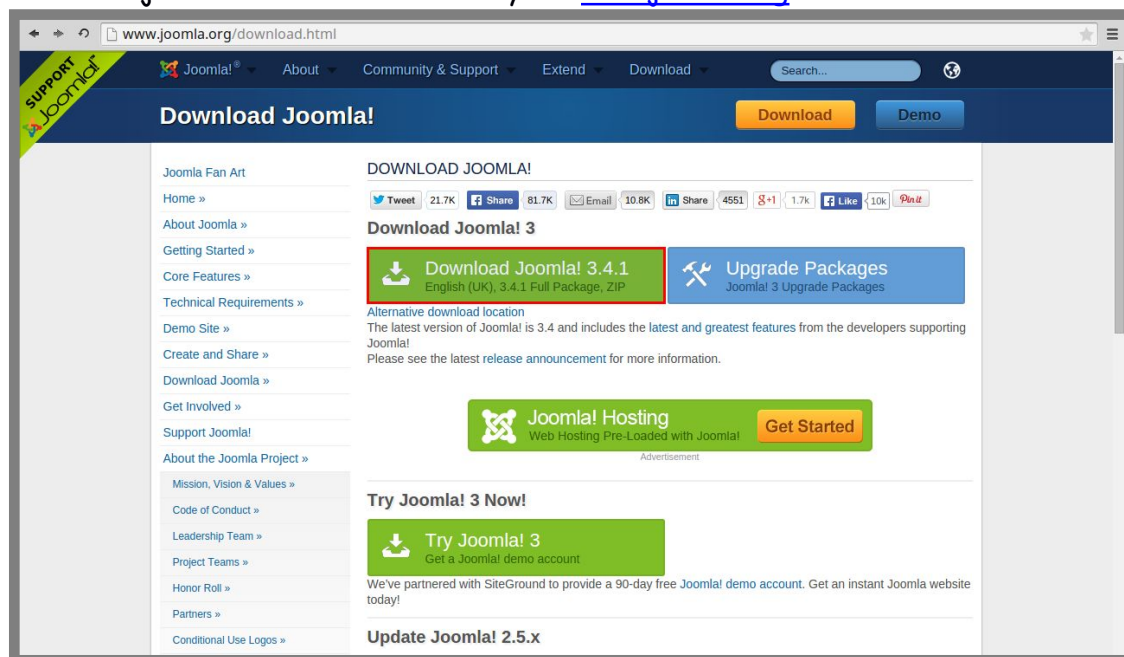 www.joomla.org/download.html
SUPPORT
Joomla!
Joomla!® About Community & Support Extend Download Search...
Download Joomla!
Download Demo
Joomla Fan Art
Home »
About Joomla »
Getting Started »
Core Features »
Technical Requirements »
Demo Site »
Create and Share »
Download Joomla »
Get Involved »
Support Joomla!
About the Joomla Project »
Mission, Vision & Values »
Code of Conduct »
Leadership Team »
Project Teams »
Honor Roll »
Partners »
Conditional Use Logos »
DOWNLOAD JOOMLA!
Tweet 21.7K Share 81.7K Email 10.8K Share 4551 g+1 1.7k Like 10k Pin it
Download Joomla! 3
Download Joomla! 3.4.1
English (UK), 3.4.1 Full Package, ZIP
Upgrade Packages
Joomla! 3 Upgrade Packages
Alternative download location
The latest version of Joomla! is 3.4 and includes the latest and greatest features from the developers supporting
Joomla!
Please see the latest release announcement for more information.
Joomla! Hosting
Web Hosting Pre-Loaded with Joomla!
Get Started
Advertisement
Try Joomla! 3 Now!
Try Joomla! 3
Get a Joomla! demo account
We've partnered with SiteGround to provide a 90-day free Joomla! demo account. Get an instant Joomla website
today!
Update Joomla! 2.5.x